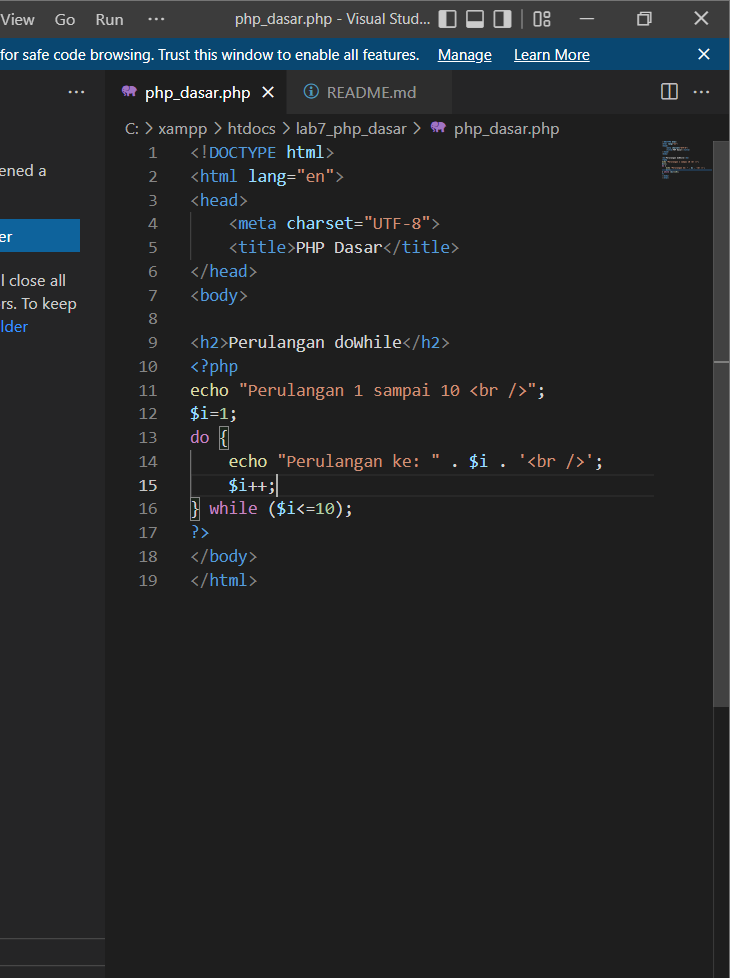 View Go Run ··· php_dasar.php - Visual Stud...
for safe code browsing. Trust this window to enable all features. Manage Learn More
··· php_dasar.php README.md ···
C: > xampp > htdocs > lab7_php_dasar > php_dasar.php
ened a
er
l close all
rs. To keep
lder
1 <!DOCTYPE html>
2 <html lang="en">
3 <head>
4     <meta charset="UTF-8">
5     <title>PHP Dasar</title>
6 </head>
7 <body>
8
9 <h2>Perulangan doWhile</h2>
10 <?php
11 echo "Perulangan 1 sampai 10 <br />";
12 $i=1;
13 do {
14     echo "Perulangan ke: " . $i . '<br />';
15     $i++;
16 } while ($i<=10);
17 ?>
18 </body>
19 </html>